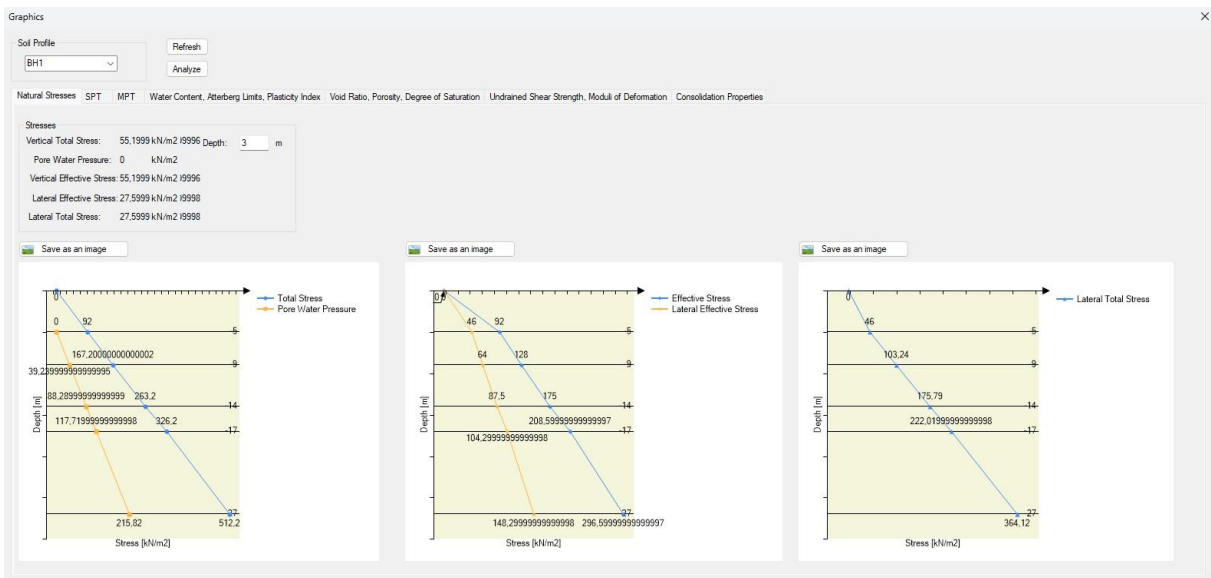 Graphics
Soil Profile
BH1
Refresh
Analyze
Natural Stresses SPT MPT Water Content, Atterberg Limits, Plasticity Index Void Ratio, Porosity, Degree of Saturation Undrained Shear Strength, Moduli of Deformation Consolidation Properties
Stresses
Vertical Total Stress: 55,1999 kN/m2 Depth: 3 m
Pore Water Pressure: 0 kN/m2
Vertical Effective Stress: 55,1999 kN/m2
Lateral Effective Stress: 27,5999 kN/m2
Lateral Total Stress: 27,5999 kN/m2
Save as an image
0
Total Stress
Pore Water Pressure
0 92
-5
167,20000000000002
-9
39,239999999999995
88,28999999999999 263,2
-14
117,71999999999998 326,2
-17
-27
215,82 512,2
Depth [m]
Stress [kN/m2]
Save as an image
Effective Stress
Lateral Effective Stress
46 92
-5
64 128
-9
87,5 175
-14
208,59999999999997
-17
104,29999999999998
-27
148,29999999999998 296,59999999999997
Depth [m]
Stress [kN/m2]
Save as an image
0
Lateral Total Stress
46
-5
103,24
-9
175,79
-14
222,01999999999998
-17
-27
364,12
Depth [m]
Stress [kN/m2]